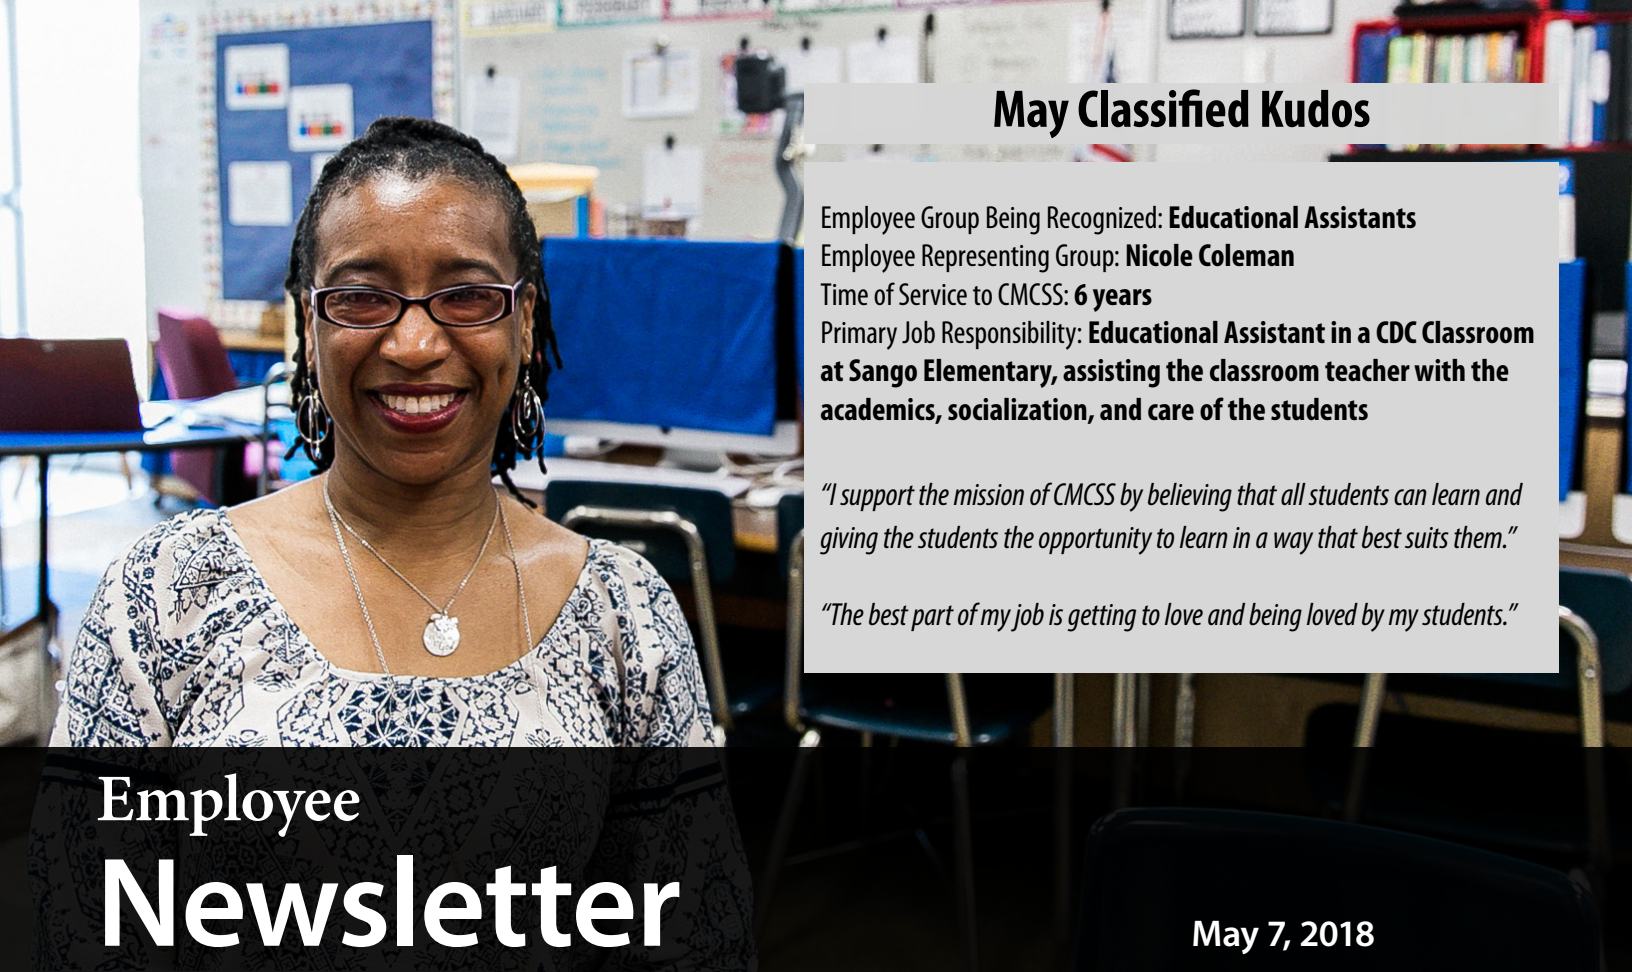 May Classified Kudos
Employee Group Being Recognized: Educational Assistants
Employee Representing Group: Nicole Coleman
Time of Service to CMCSS: 6 years
Primary Job Responsibility: Educational Assistant in a CDC Classroom
at Sango Elementary, assisting the classroom teacher with the
academics, socialization, and care of the students
“I support the mission of CMCSS by believing that all students can learn and
giving the students the opportunity to learn in a way that best suits them.”
“The best part of my job is getting to love and being loved by my students.”
Employee
Newsletter
May 7, 2018